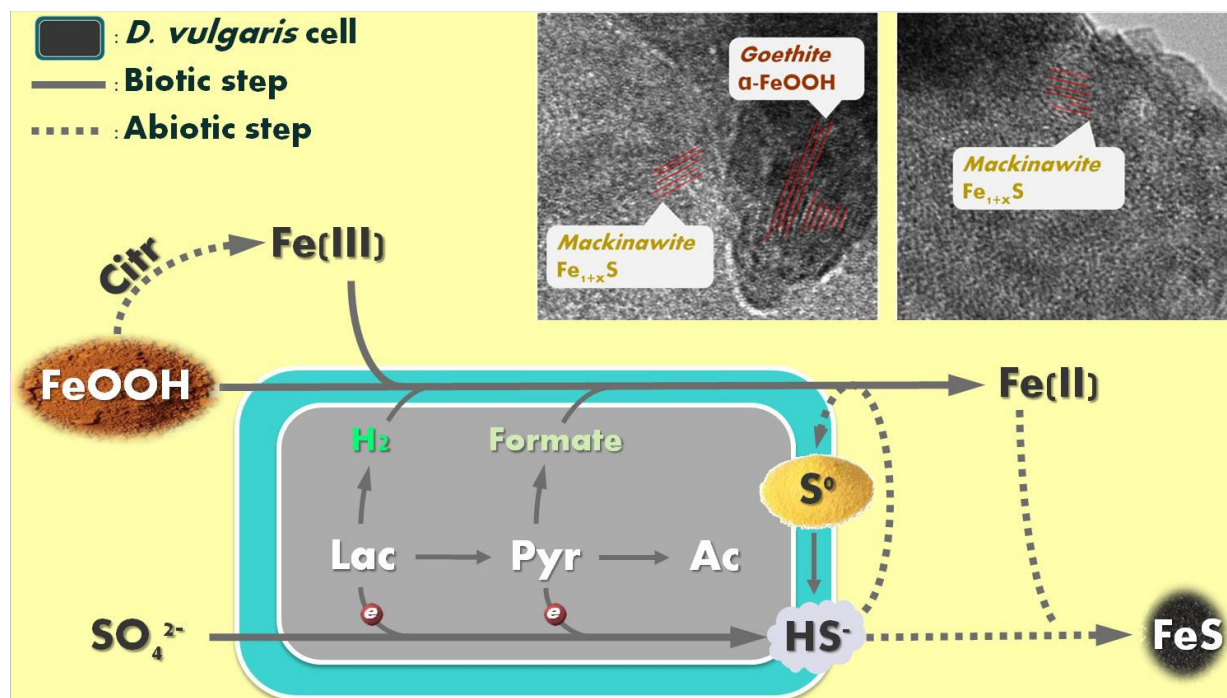 : D. vulgaris cell
: Biotic step
: Abiotic step
Goethite
α-FeOOH
Mackinawite
Fe₁₊ₓS
Mackinawite
Fe₁₊ₓS
Citr
Fe(III)
FeOOH
Fe(II)
H₂
Formate
S⁰
Lac
Pyr
Ac
e
e
SO₄²⁻
HS⁻
FeS